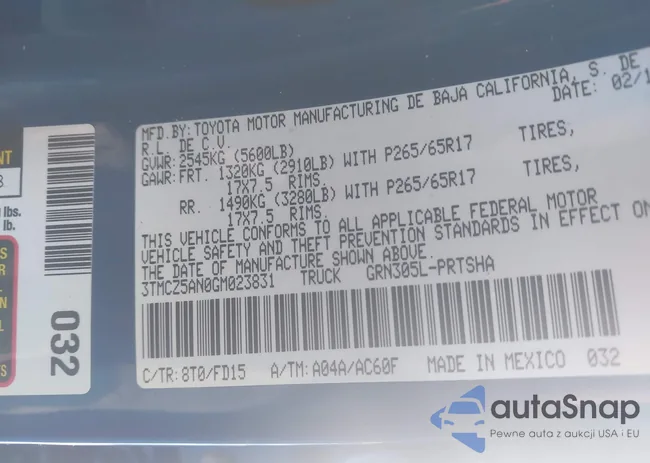 MFD.BY:TOYOTA MOTOR MANUFACTURING DE BAJA CALIFORNIA, S. DE
R.L. DE C.V. DATE: 02/1
GVWR:2545KG (5600LB)
GAWR:FRT. 1320KG (2910LB) WITH P265/65R17 TIRES,
17X7.5 RIMS.
RR. 1490KG (3280LB) WITH P265/65R17 TIRES,
17X7.5 RIMS.
THIS VEHICLE CONFORMS TO ALL APPLICABLE FEDERAL MOTOR
VEHICLE SAFETY AND THEFT PREVENTION STANDARDS IN EFFECT ON
THE DATE OF MANUFACTURE SHOWN ABOVE.
3TMCZ5AN0GM023831 TRUCK GRN305L-PRTSHA
C/TR:8T0/FD15 A/TM:A04A/AC60F MADE IN MEXICO 032
NT
lbs.
lb.
032
autaSnap
Pewne auta z aukcji USA i EU